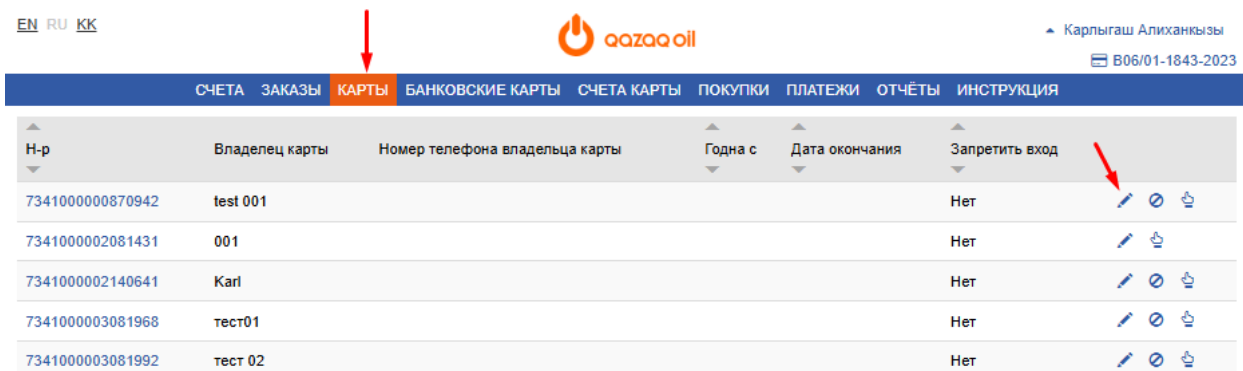 EN RU KK
qazaq oil
Карлыгаш Алиханкызы
B06/01-1843-2023
СЧЕТА ЗАКАЗЫ КАРТЫ БАНКОВСКИЕ КАРТЫ СЧЕТА КАРТЫ ПОКУПКИ ПЛАТЕЖИ ОТЧЁТЫ ИНСТРУКЦИЯ
Н-р Владелец карты Номер телефона владельца карты Годна с Дата окончания Запретить вход
7341000000870942 test 001 Нет
7341000002081431 001 Нет
7341000002140641 Karl Нет
7341000003081968 тест01 Нет
7341000003081992 тест 02 Нет